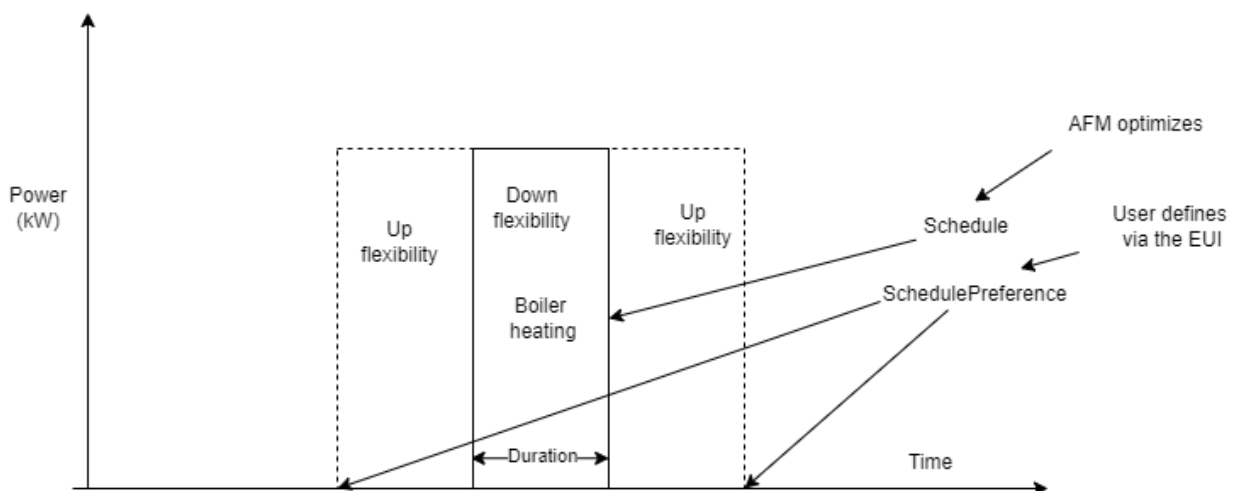 AFM optimizes
Power
(kW)
Down
flexibility
Up
flexibility
Up
flexibility
Schedule
User defines
via the EUI
SchedulePreference
Boiler
heating
Duration
Time